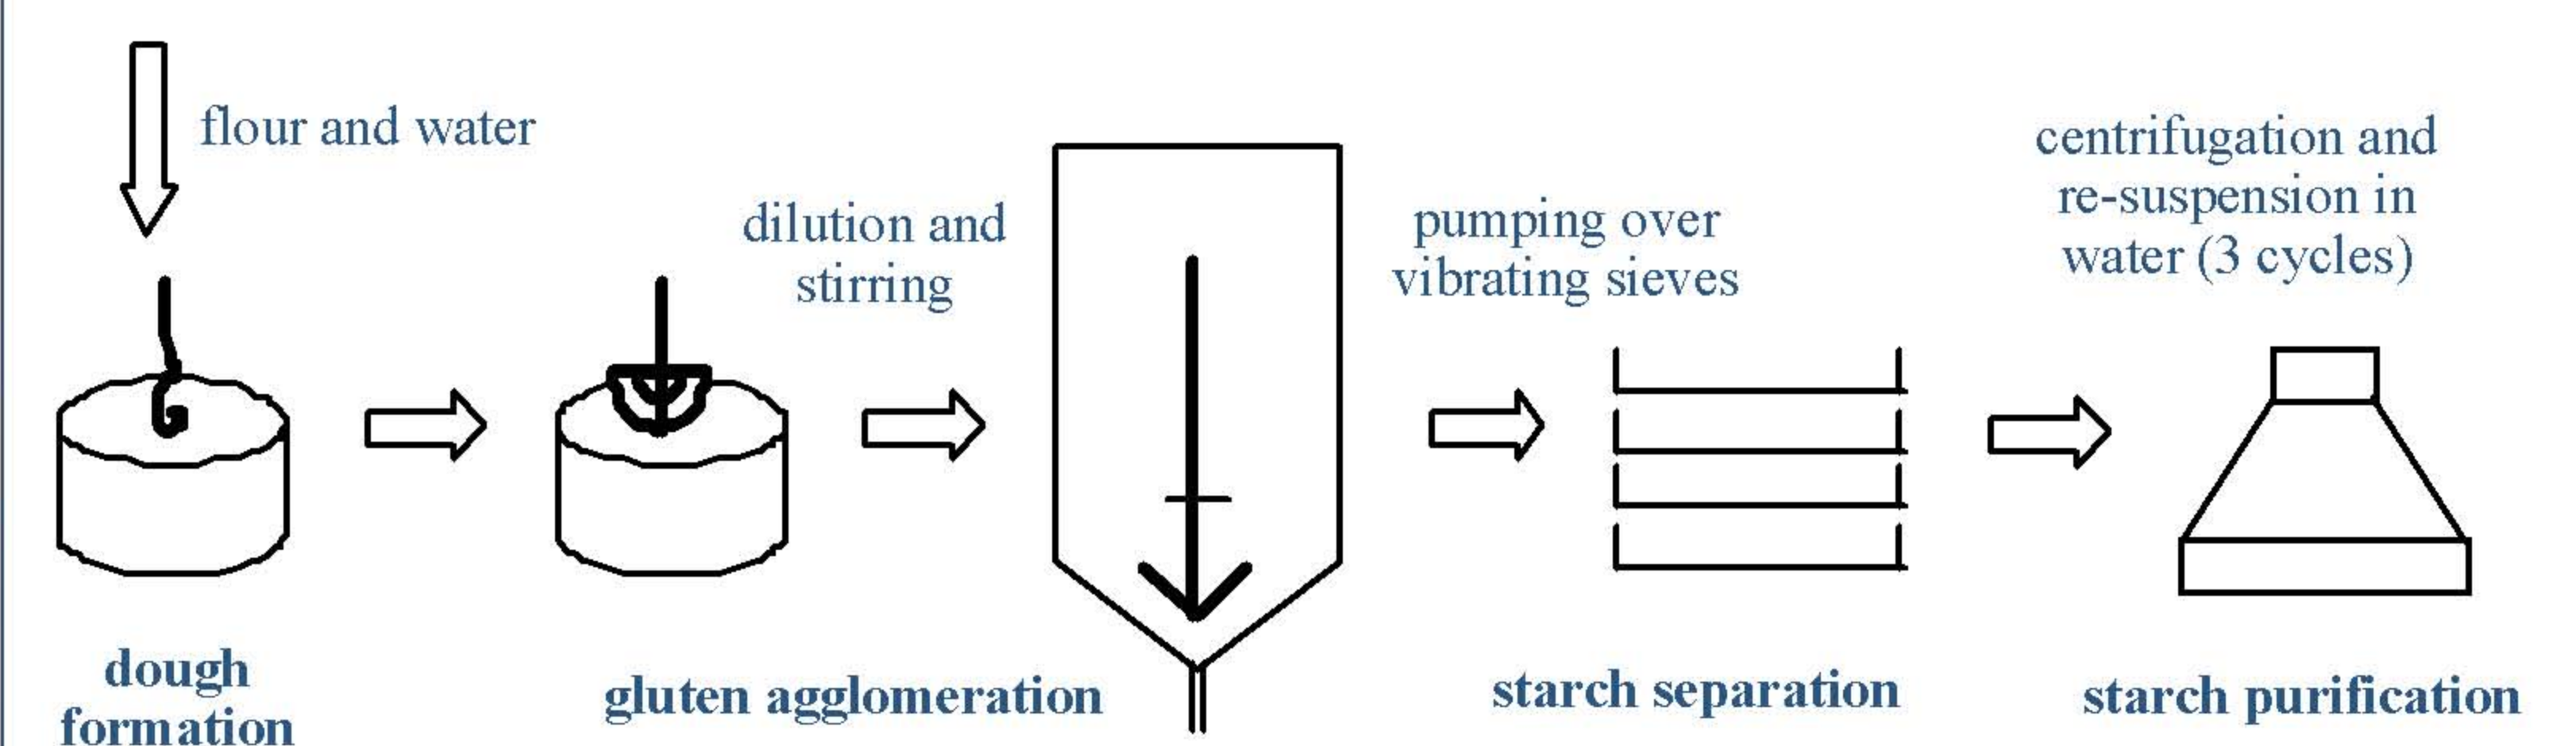 flour and water
dilution and
stirring
pumping over
vibrating sieves
centrifugation and
re-suspension in
water (3 cycles)
dough
formation
gluten agglomeration
starch separation
starch purification